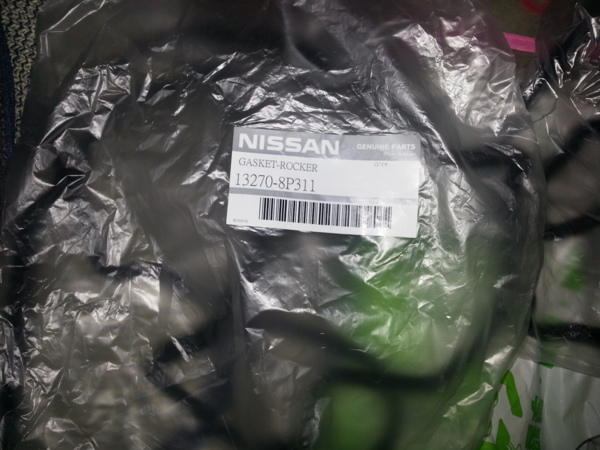 NISSAN GENUINE PARTS
GASKET-ROCKER
13270-8P311